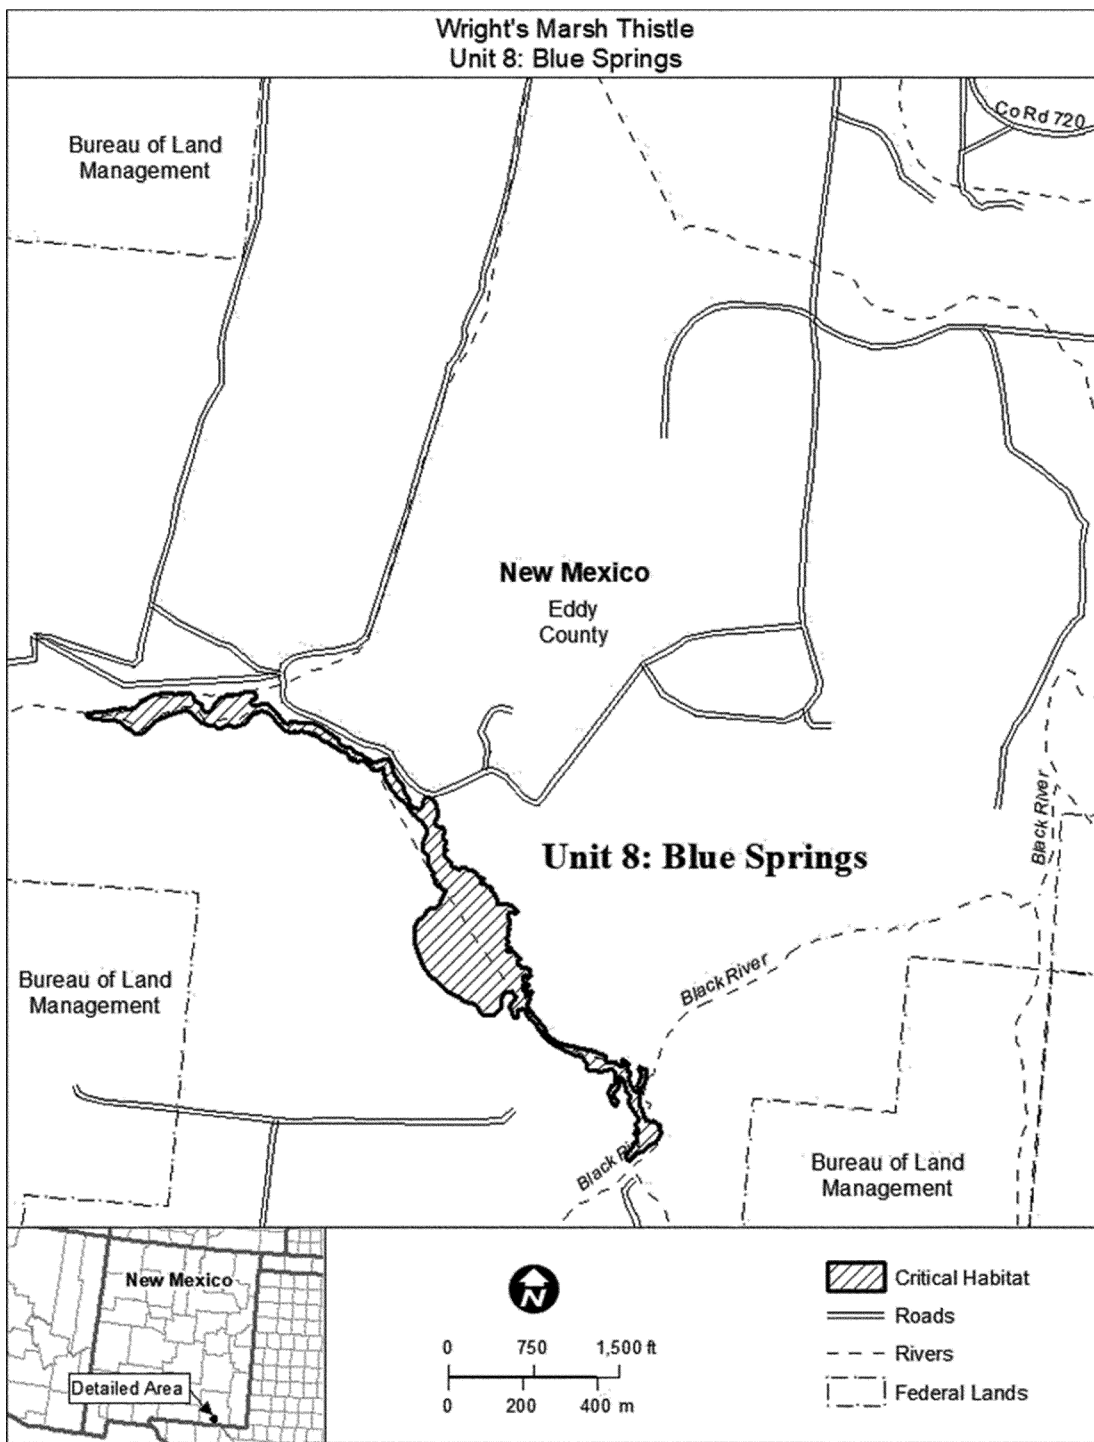 Wright's Marsh Thistle
Unit 8: Blue Springs
Bureau of Land
Management
Co Rd 720
New Mexico
Eddy
County
Unit 8: Blue Springs
Black River
Black River
Bureau of Land
Management
Black Ri
Bureau of Land
Management
New Mexico
Detailed Area
N
0 750 1,500 ft
0 200 400 m
Critical Habitat
Roads
Rivers
Federal Lands